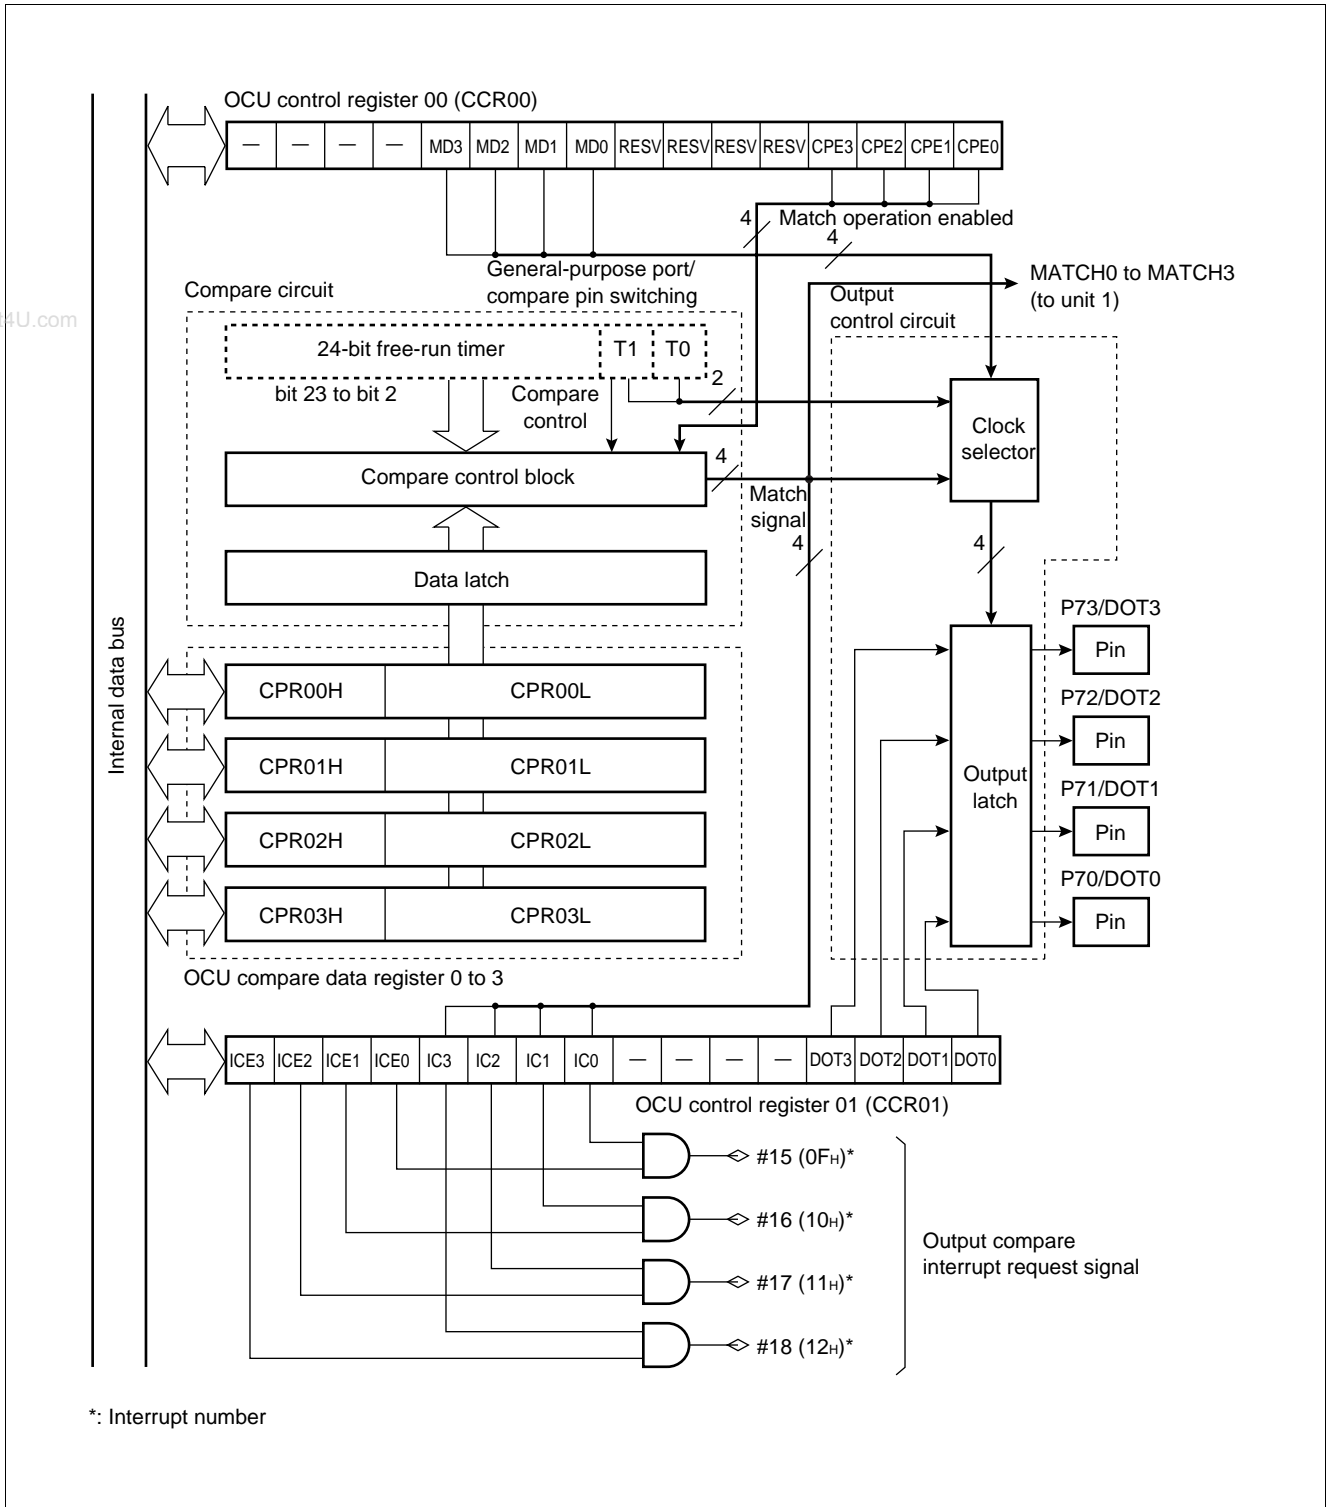 OCU control register 00 (CCR00)
— — — — MD3 MD2 MD1 MD0 RESV RESV RESV RESV CPE3 CPE2 CPE1 CPE0
4 Match operation enabled
4
General-purpose port/
compare pin switching
MATCH0 to MATCH3
(to unit 1)
Compare circuit
Output
control circuit
t4U.com
24-bit free-run timer T1 T0
bit 23 to bit 2
Compare
control
2
Clock
selector
Compare control block
4
Match
signal
4
4
Data latch
Internal data bus
CPR00H CPR00L
CPR01H CPR01L
CPR02H CPR02L
CPR03H CPR03L
OCU compare data register 0 to 3
Output
latch
P73/DOT3
Pin
P72/DOT2
Pin
P71/DOT1
Pin
P70/DOT0
Pin
ICE3 ICE2 ICE1 ICE0 IC3 IC2 IC1 IC0 — — — — DOT3 DOT2 DOT1 DOT0
OCU control register 01 (CCR01)
#15 (0FH)*
#16 (10H)*
#17 (11H)*
#18 (12H)*
Output compare
interrupt request signal
*: Interrupt number